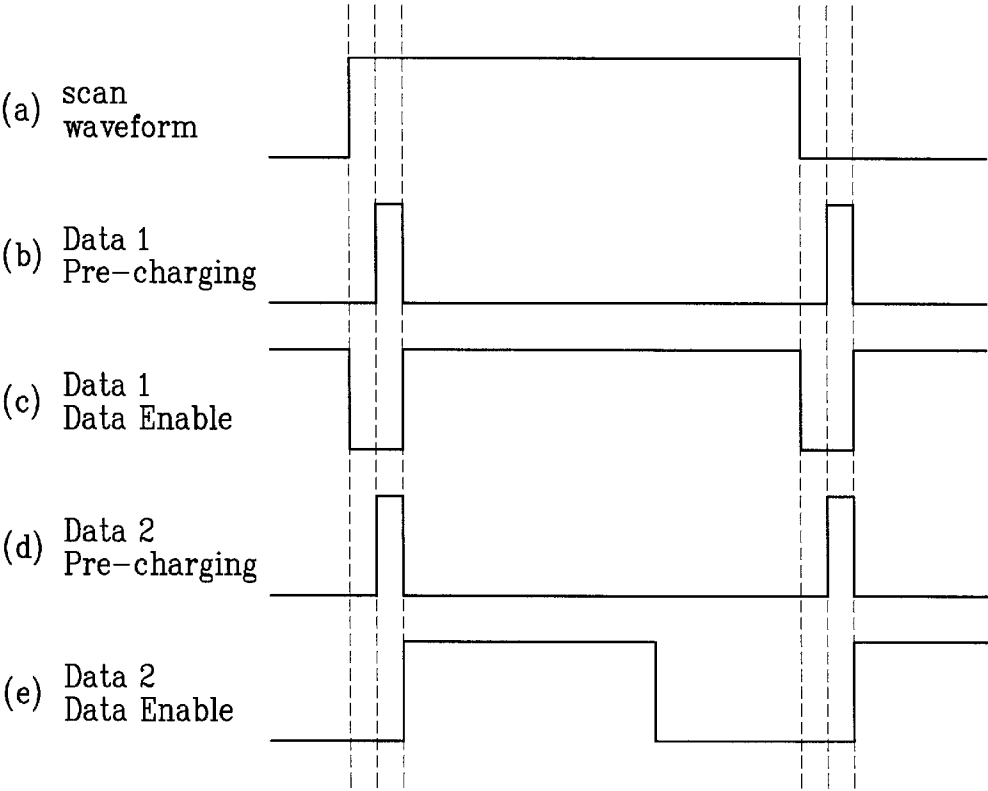 (a) scan
waveform
(b) Data 1
Pre-charging
(c) Data 1
Data Enable
(d) Data 2
Pre-charging
(e) Data 2
Data Enable